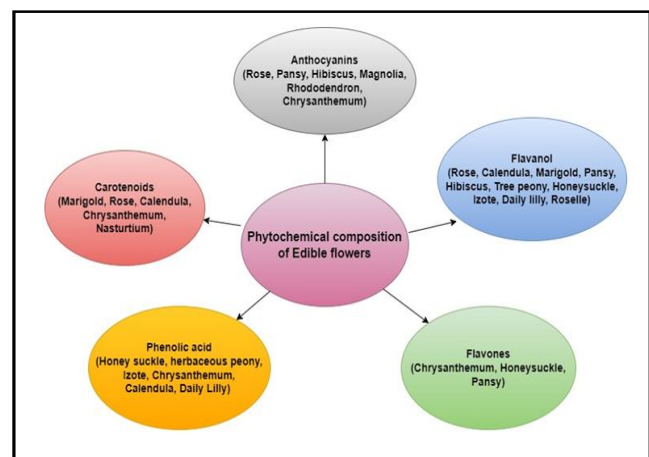 Anthocyanins
(Rose, Pansy, Hibiscus, Magnolia,
Rhododendron,
Chrysanthemum)
Flavanol
(Rose, Calendula, Marigold, Pansy,
Hibiscus, Tree peony, Honeysuckle,
Izote, Daily lilly, Roselle)
Carotenoids
(Marigold, Rose, Calendula,
Chrysanthemum,
Nasturtium)
Phytochemical composition
of Edible flowers
Phenolic acid
(Honey suckle, herbaceous peony,
Izote, Chrysanthemum,
Calendula, Daily Lilly)
Flavones
(Chrysanthemum, Honeysuckle,
Pansy)